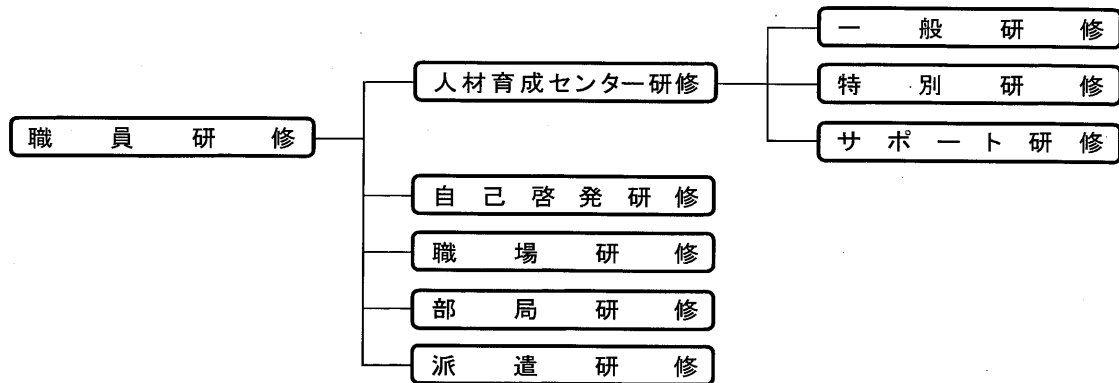 一般研修
人材育成センター研修
特別研修
職員研修
サポート研修
自己啓発研修
職場研修
部局研修
派遣研修